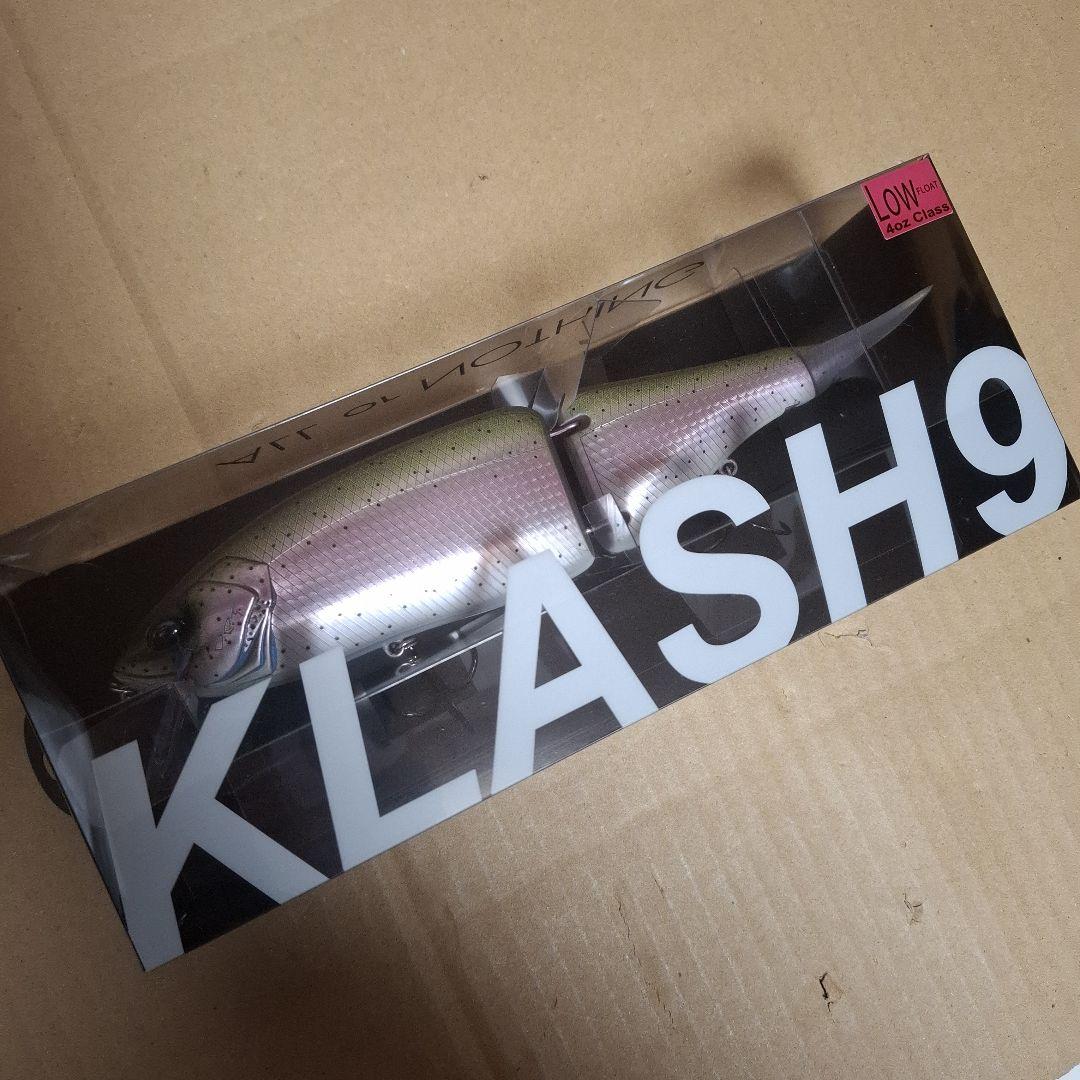 LOW FLOAT
4oz Class
ALL or NOTHING
KLASH9